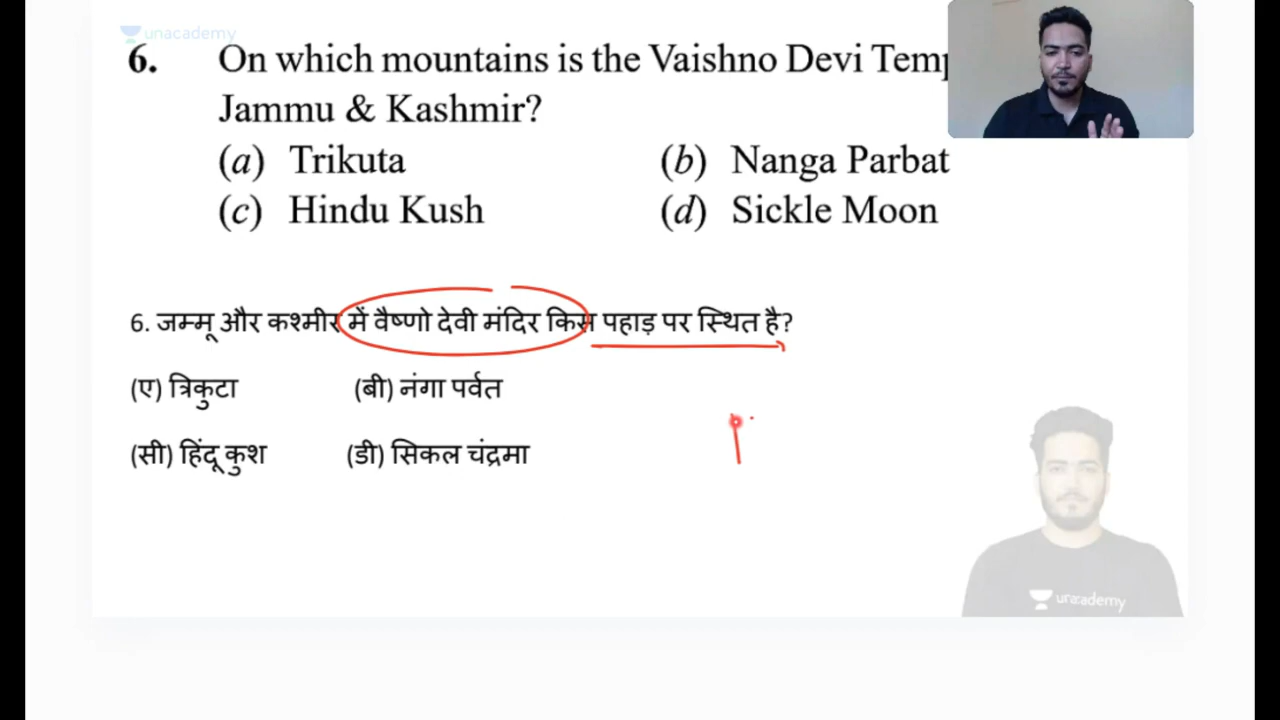 unacademy
6. On which mountains is the Vaishno Devi
Jammu & Kashmir?
(a) Trikuta (b) Nanga Parbat
(c) Hindu Kush (d) Sickle Moon
6. जम्मू और कश्मीर में वैष्णो देवी मंदिर किस पहाड़ पर स्थित है?
(ए) त्रिकुटा (बी) नंगा पर्वत
(सी) हिंदू कुश (डी) सिकल चंद्रमा
unacademy